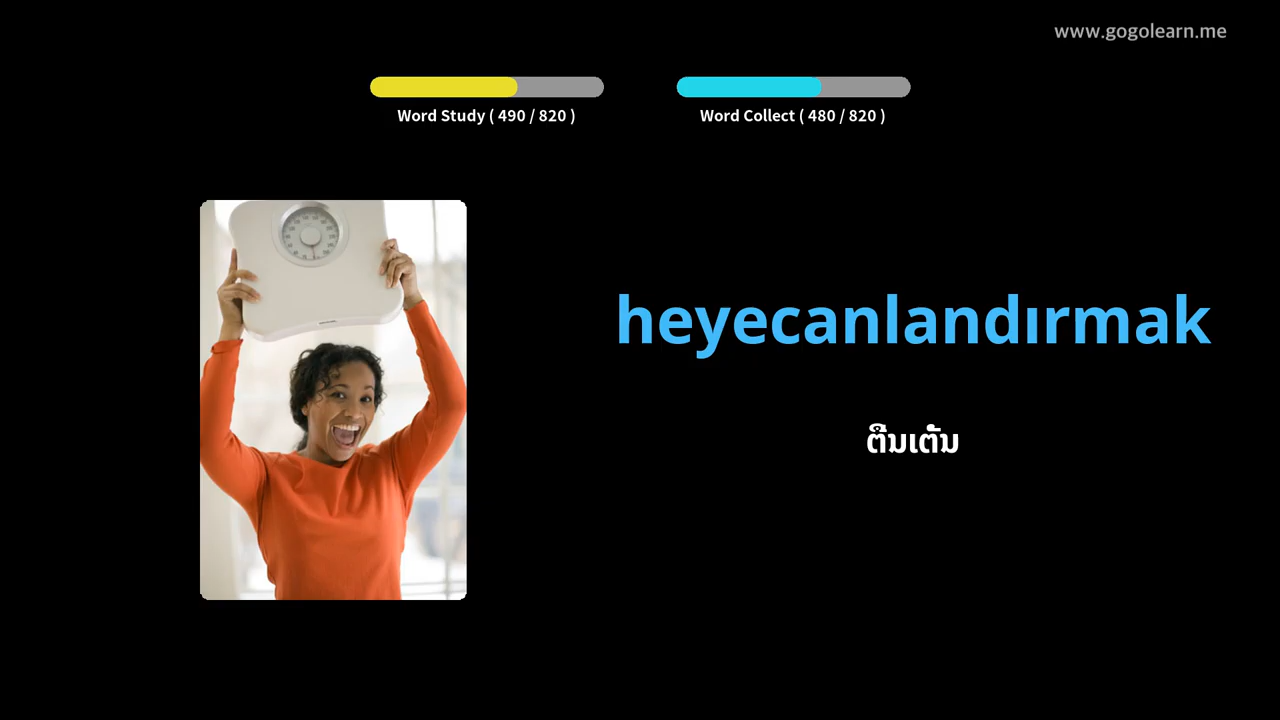 www.gogolearn.me
Word Study ( 490 / 820 )
Word Collect ( 480 / 820 )
heyecanlandırmak
ຕື່ນເຕັ້ນ